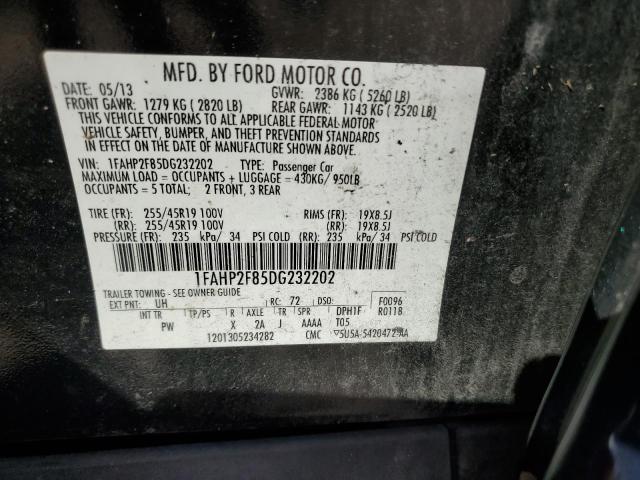 MFD. BY FORD MOTOR CO.
DATE: 05/13 GVWR: 2386 KG ( 5260 LB)
FRONT GAWR: 1279 KG ( 2820 LB) REAR GAWR: 1143 KG ( 2520 LB)
THIS VEHICLE CONFORMS TO ALL APPLICABLE FEDERAL MOTOR
VEHICLE SAFETY, BUMPER, AND THEFT PREVENTION STANDARDS
IN EFFECT ON THE DATE OF MANUFACTURE SHOWN ABOVE.
VIN: 1FAHP2F85DG232202 TYPE: Passenger Car
MAXIMUM LOAD = OCCUPANTS + LUGGAGE = 430KG/ 950LB
OCCUPANTS = 5 TOTAL; 2 FRONT, 3 REAR
TIRE (FR): 255/45R19 100V RIMS (FR): 19X8.5J
(RR): 255/45R19 100V (RR): 19X8.5J
PRESSURE (FR): 235 kPa/ 34 PSI COLD (RR): 235 kPa/ 34 PSI COLD
1FAHP2F85DG232202
TRAILER TOWING - SEE OWNER GUIDE
EXT PNT: UH RC: 72 DSO: F0096
INT TR TP/PS R AXLE TR SPR DPH1F R0118
PW X 2A J AAAA T05
1201305234282 CMC 5U5A-5420472-AA